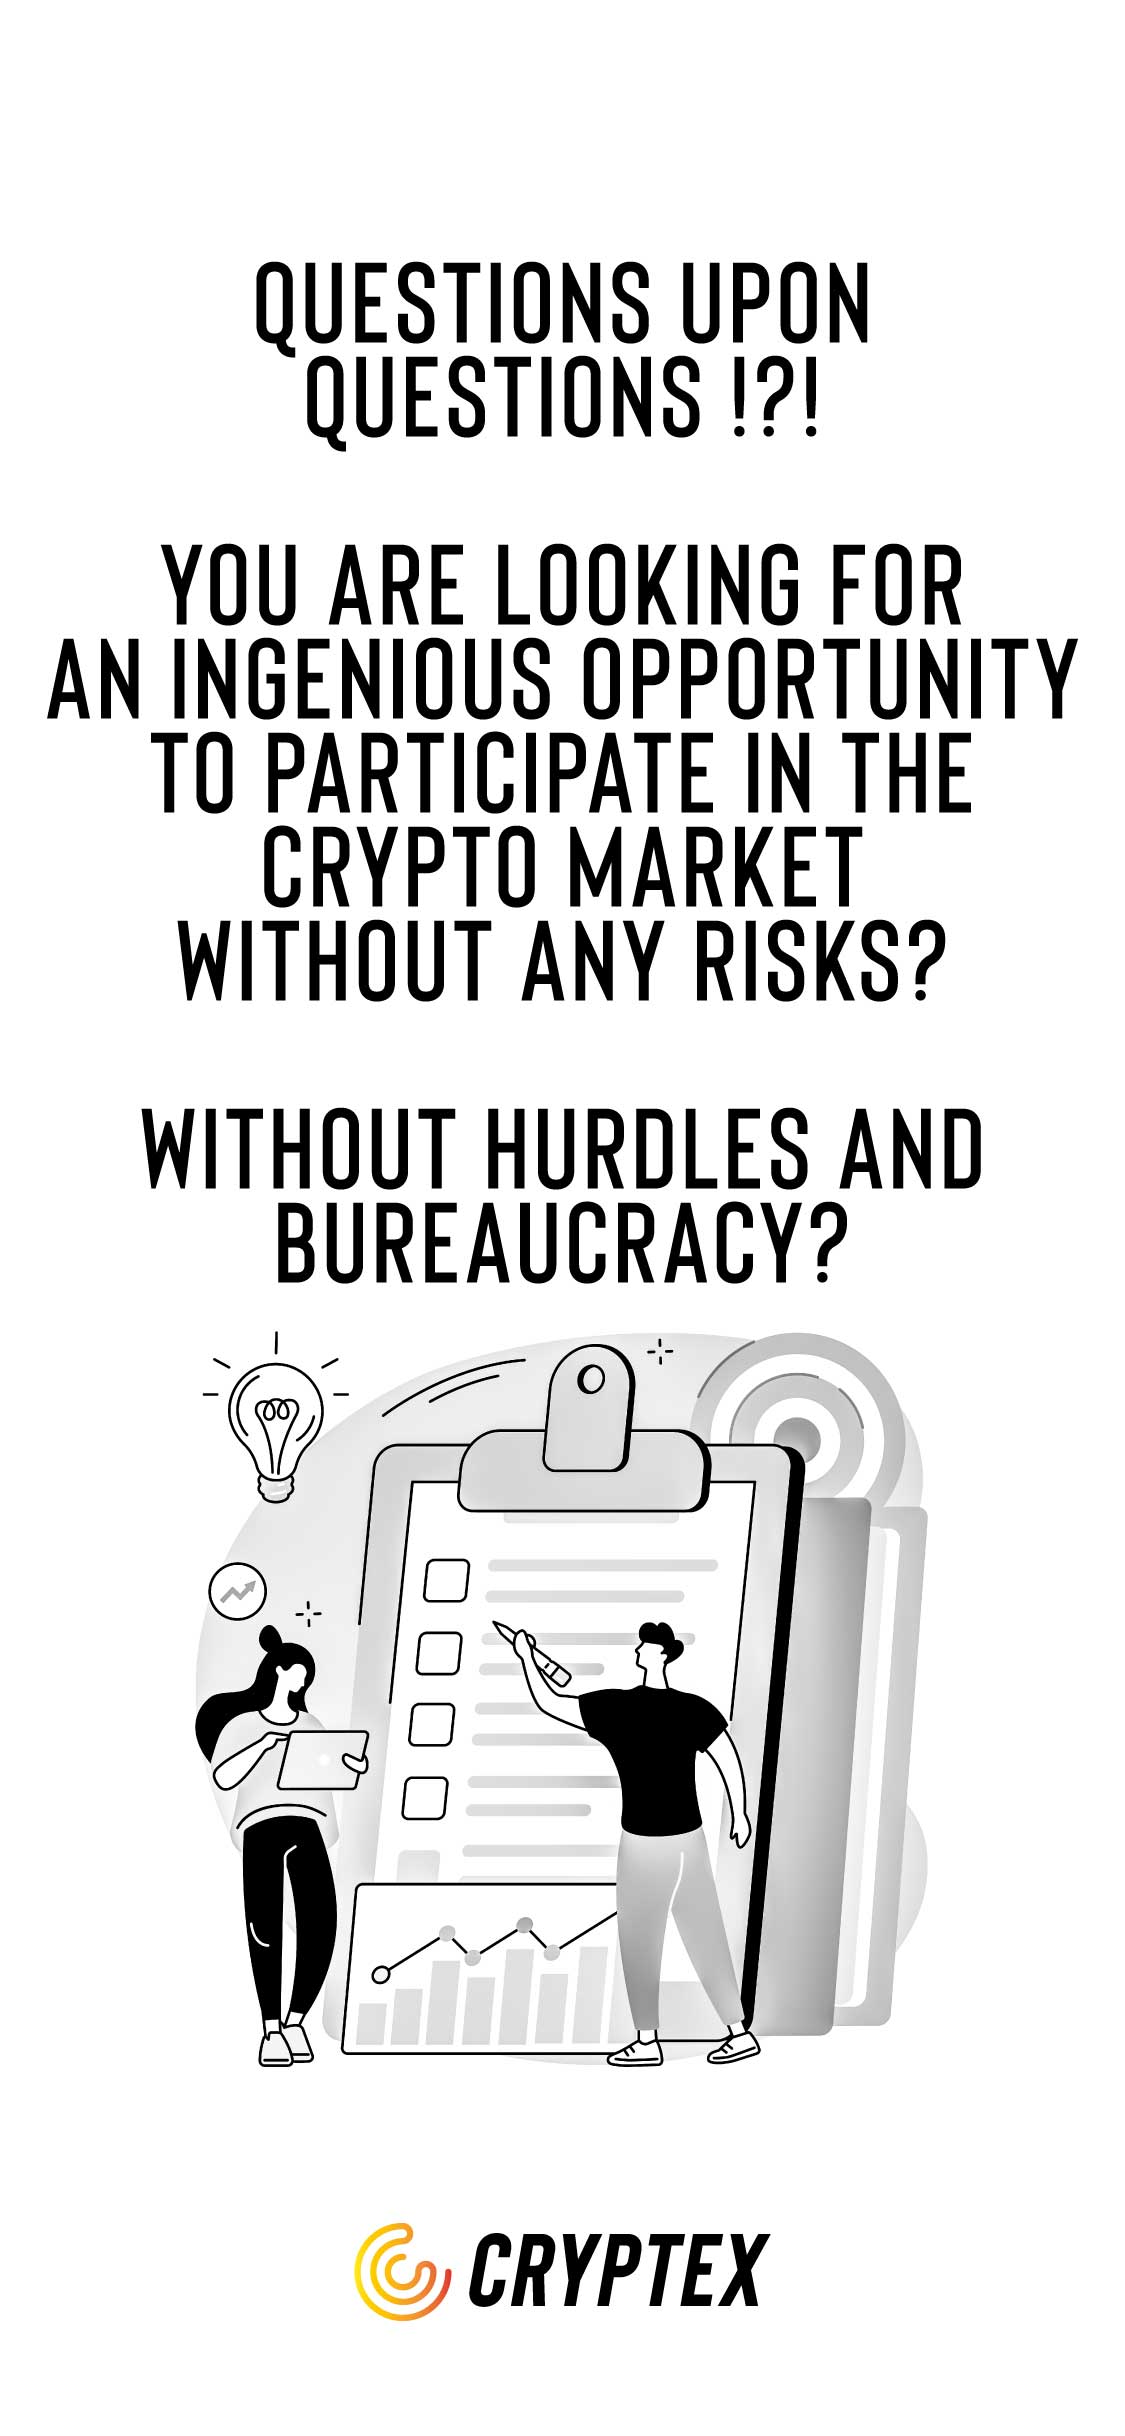 QUESTIONS UPON
QUESTIONS !?!
YOU ARE LOOKING FOR
AN INGENIOUS OPPORTUNITY
TO PARTICIPATE IN THE
CRYPTO MARKET
WITHOUT ANY RISKS?
WITHOUT HURDLES AND
BUREAUCRACY?
CRYPTEX